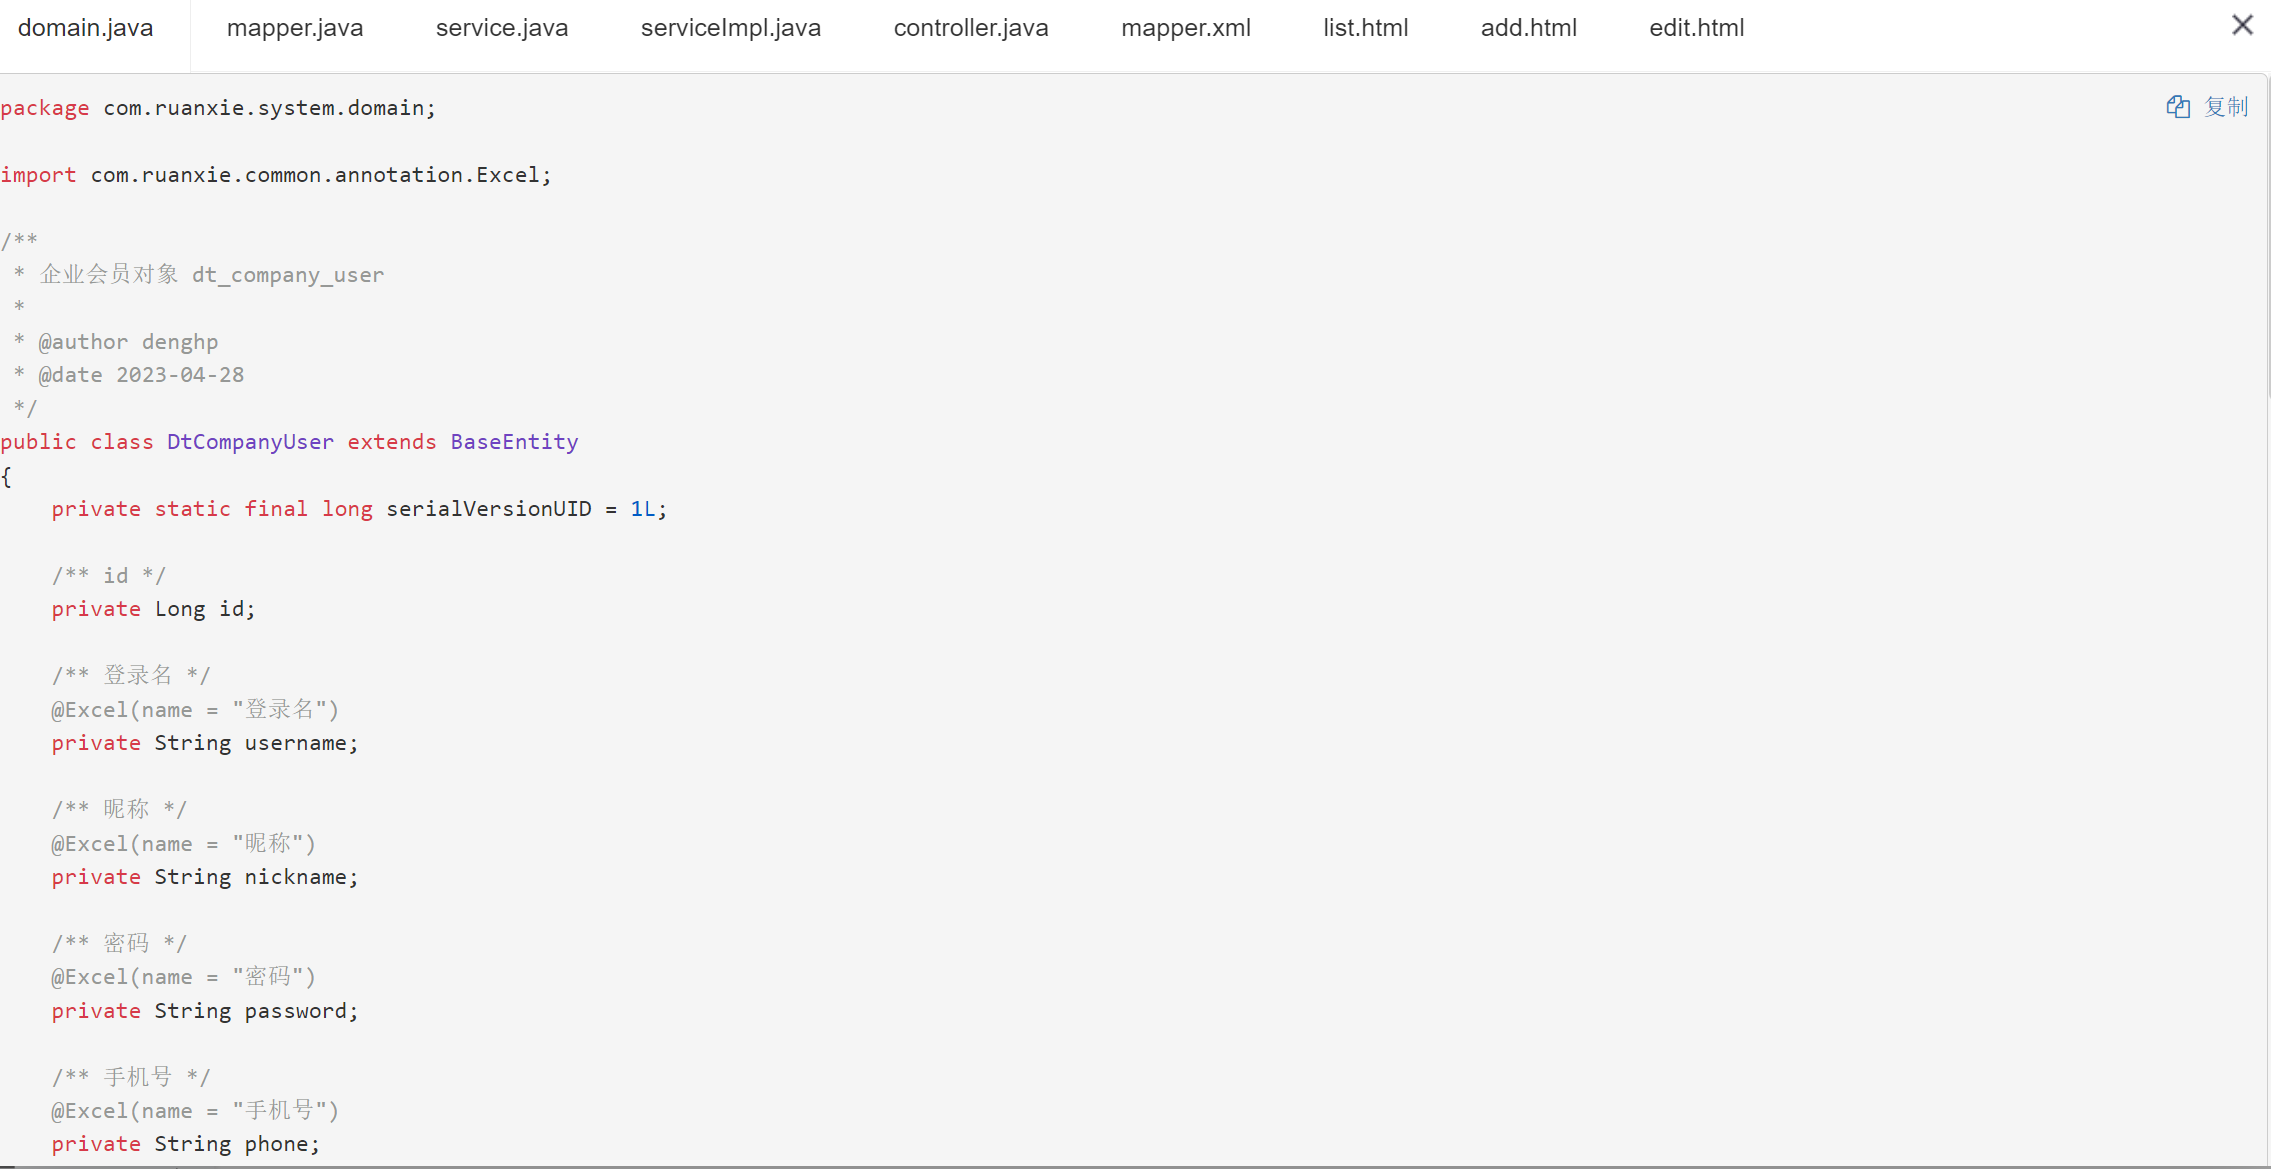 domain.java mapper.java service.java serviceImpl.java controller.java mapper.xml list.html add.html edit.html
复制
package com.ruanxie.system.domain;
import com.ruanxie.common.annotation.Excel;
/**
* 企业会员对象 dt_company_user
*
* @author denghp
* @date 2023-04-28
*/
public class DtCompanyUser extends BaseEntity
{
private static final long serialVersionUID = 1L;
/** id */
private Long id;
/** 登录名 */
@Excel(name = "登录名")
private String username;
/** 昵称 */
@Excel(name = "昵称")
private String nickname;
/** 密码 */
@Excel(name = "密码")
private String password;
/** 手机号 */
@Excel(name = "手机号")
private String phone;